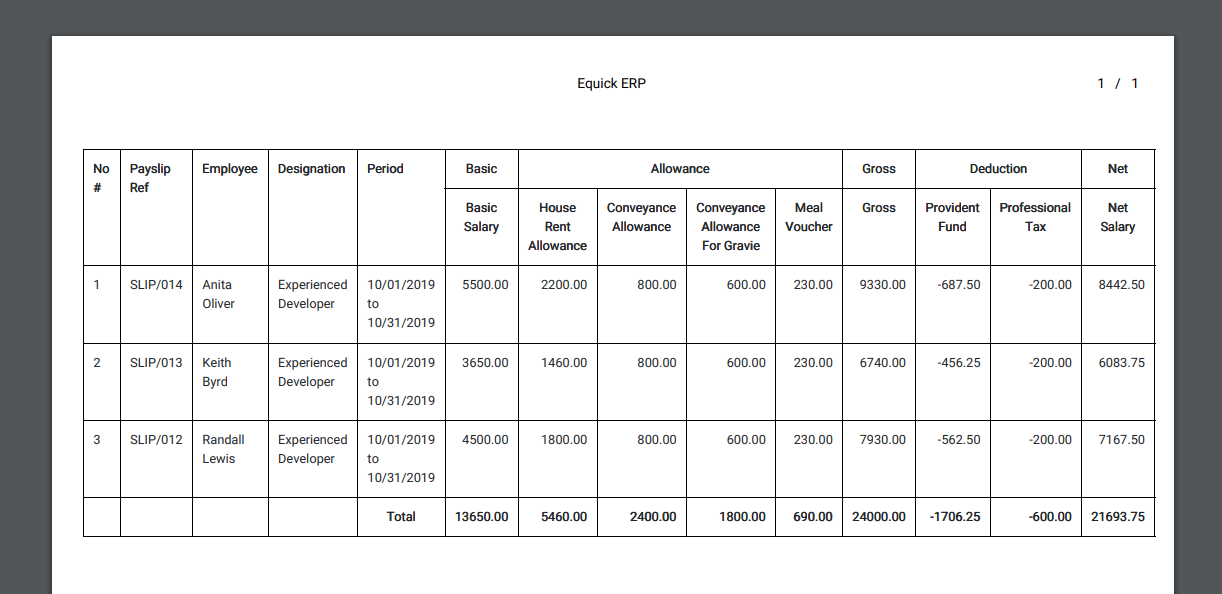 Equick ERP
1 / 1
No # Payslip Ref Employee Designation Period Basic Allowance Gross Deduction Net
Basic Salary House Rent Allowance Conveyance Allowance Conveyance Allowance For Gravie Meal Voucher Gross Provident Fund Professional Tax Net Salary
1 SLIP/014 Anita Oliver Experienced Developer 10/01/2019 to 10/31/2019 5500.00 2200.00 800.00 600.00 230.00 9330.00 -687.50 -200.00 8442.50
2 SLIP/013 Keith Byrd Experienced Developer 10/01/2019 to 10/31/2019 3650.00 1460.00 800.00 600.00 230.00 6740.00 -456.25 -200.00 6083.75
3 SLIP/012 Randall Lewis Experienced Developer 10/01/2019 to 10/31/2019 4500.00 1800.00 800.00 600.00 230.00 7930.00 -562.50 -200.00 7167.50
Total 13650.00 5460.00 2400.00 1800.00 690.00 24000.00 -1706.25 -600.00 21693.75